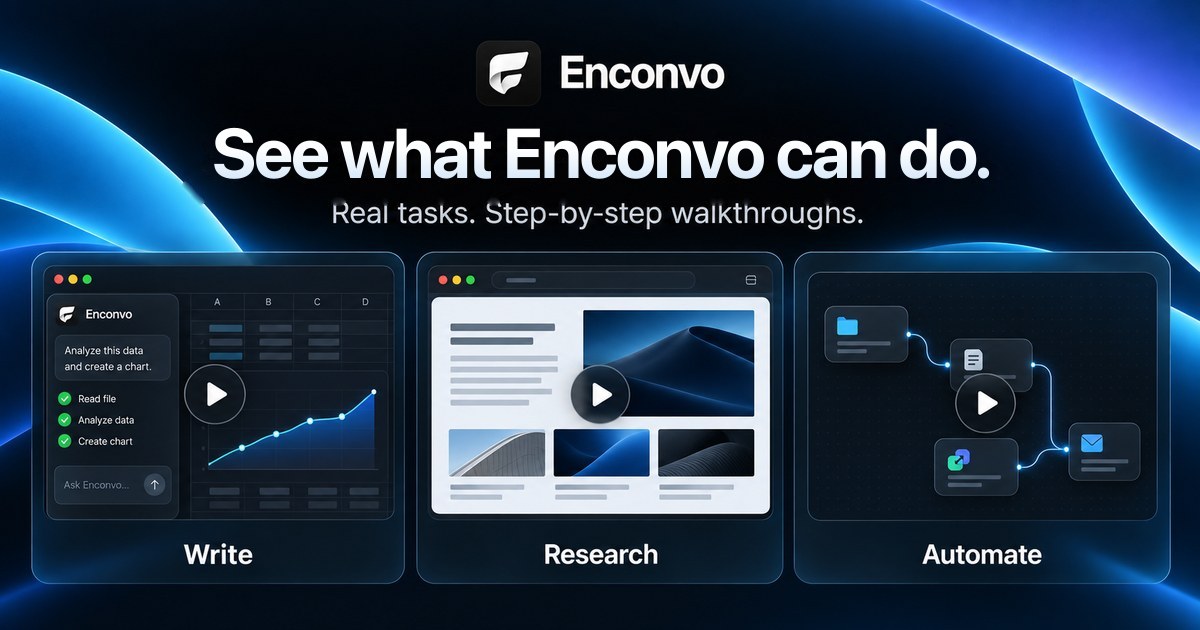 Enconvo
See what Enconvo can do.
Real tasks. Step-by-step walkthroughs.
Enconvo
Analyze this data
and create a chart.
Read file
Analyze data
Create chart
Ask Enconvo...
A B C D
Write
Research
Automate